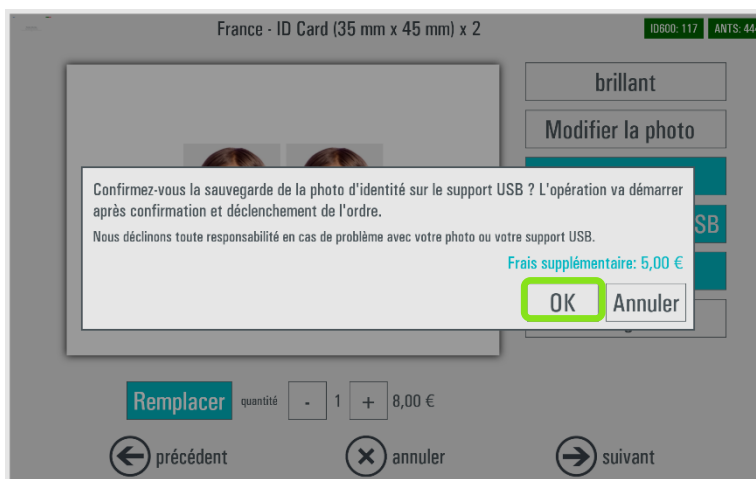 France - ID Card (35 mm x 45 mm) x 2
ID600: 117
ANTS: 44
brillant
Modifier la photo
Confirmez-vous la sauvegarde de la photo d'identité sur le support USB ? L'opération va démarrer
après confirmation et déclenchement de l'ordre.
Nous déclinons toute responsabilité en cas de problème avec votre photo ou votre support USB.
SB
Frais supplémentaire: 5,00 €
OK
Annuler
Remplacer quantité - 1 + 8,00 €
précédent
annuler
suivant